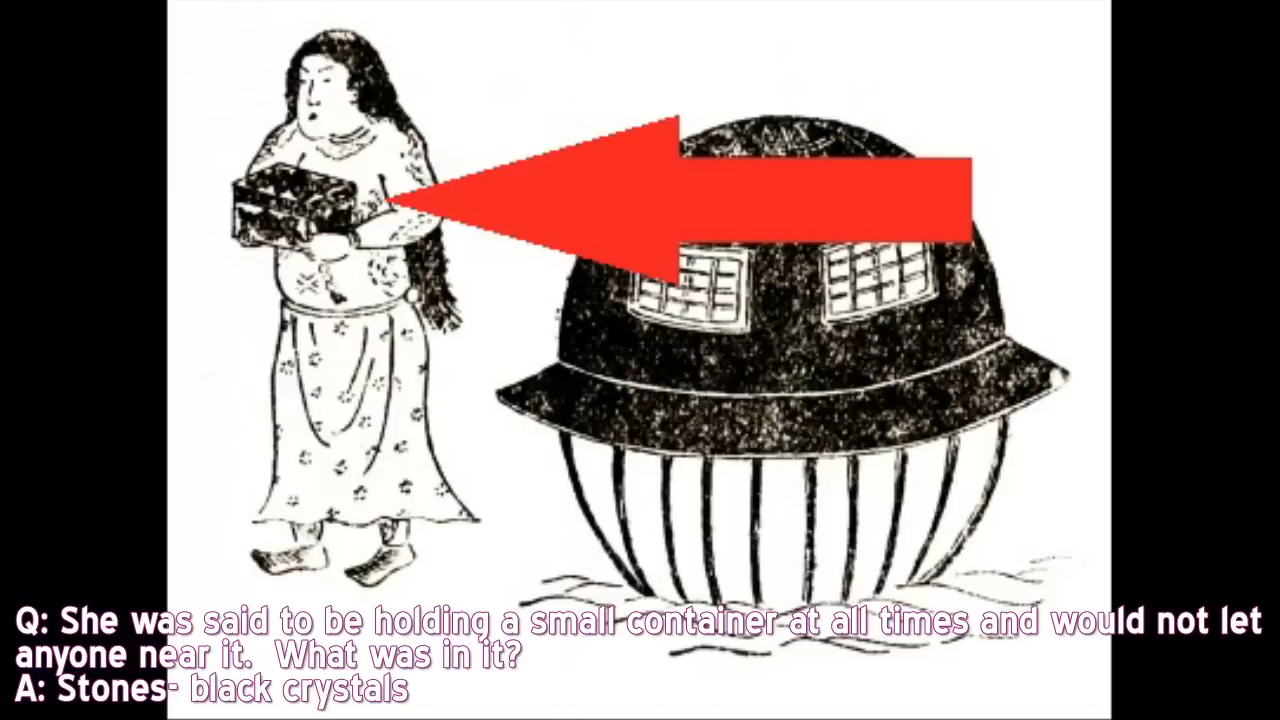 Q: She was said to be holding a small container at all times and would not let
anyone near it.  What was in it?
A: Stones- black crystals